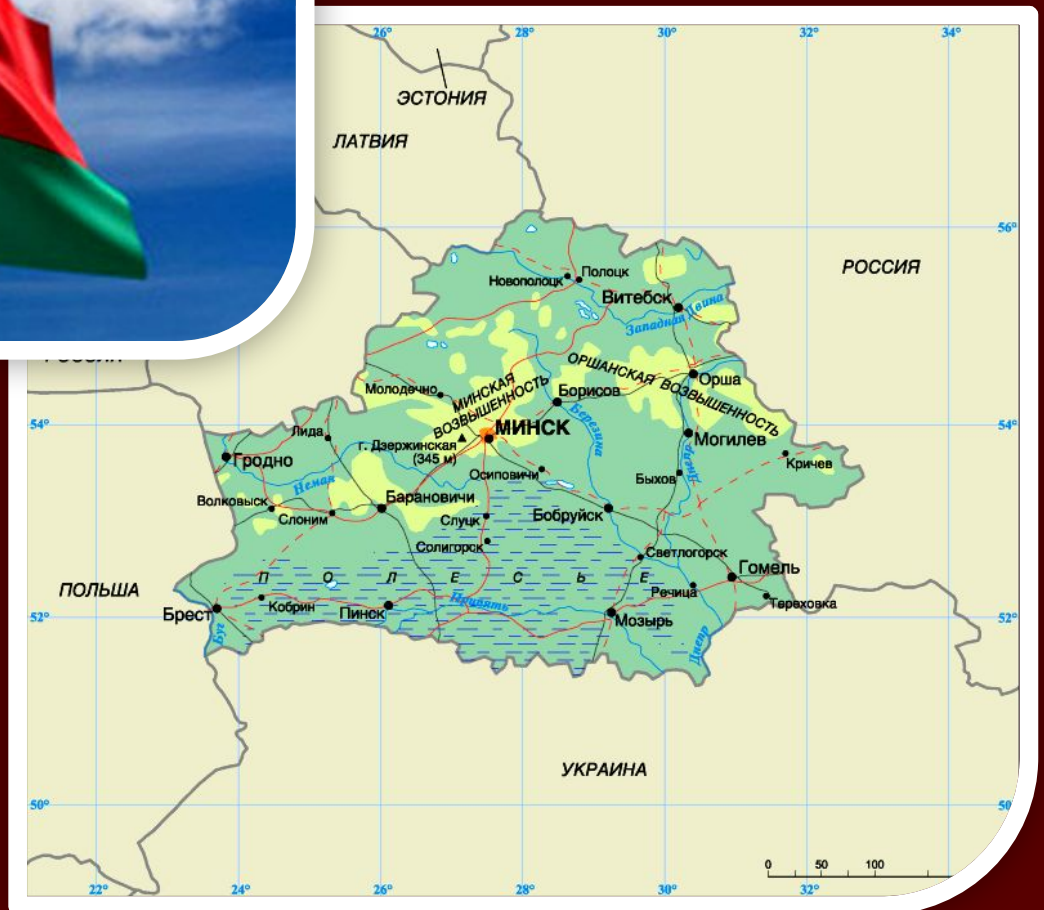 26°
28°
30°
32°
34°
ЭСТОНИЯ
ЛАТВИЯ
56°
56°
РОССИЯ
Новополоцк
Полоцк
Витебск
Западная Двина
ОРШАНСКАЯ ВОЗВЫШЕННОСТЬ
Орша
Молодечно
МИНСКАЯ
ВОЗВЫШЕННОСТЬ
Борисов
Березина
54°
54°
МИНСК
Лида
г. Дзержинская
(345 м)
Могилев
Гродно
Кричев
Осиповичи
Быхов
Днепр
Неман
Барановичи
Волковыск
Слоним
Слуцк
Бобруйск
Солигорск
Светлогорск
Гомель
ПОЛЕСЬЕ
ПОЛЬША
Речица
Кобрин
Пинск
Припять
Тереховка
Брест
Мозырь
52°
52°
Буг
Днепр
УКРАИНА
50°
50°
0 50 100
22°
24°
26°
28°
30°
32°